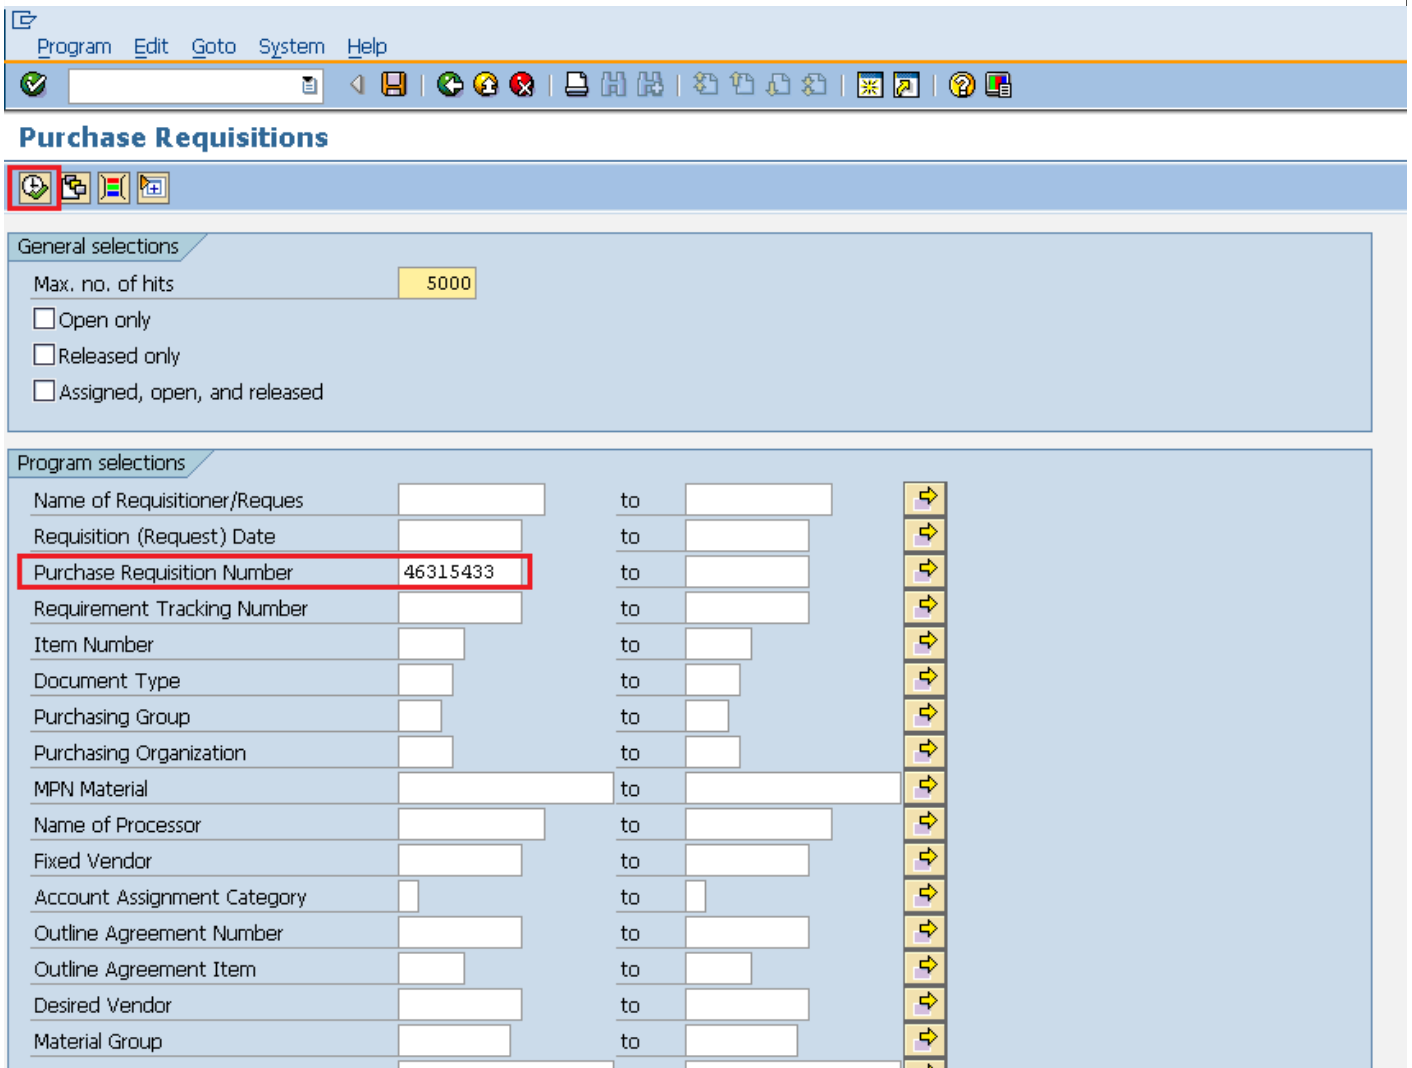 Program Edit Goto System Help
Purchase Requisitions
General selections
Max. no. of hits 5000
Open only
Released only
Assigned, open, and released
Program selections
Name of Requisitioner/Reques to
Requisition (Request) Date to
Purchase Requisition Number 46315433 to
Requirement Tracking Number to
Item Number to
Document Type to
Purchasing Group to
Purchasing Organization to
MPN Material to
Name of Processor to
Fixed Vendor to
Account Assignment Category to
Outline Agreement Number to
Outline Agreement Item to
Desired Vendor to
Material Group to